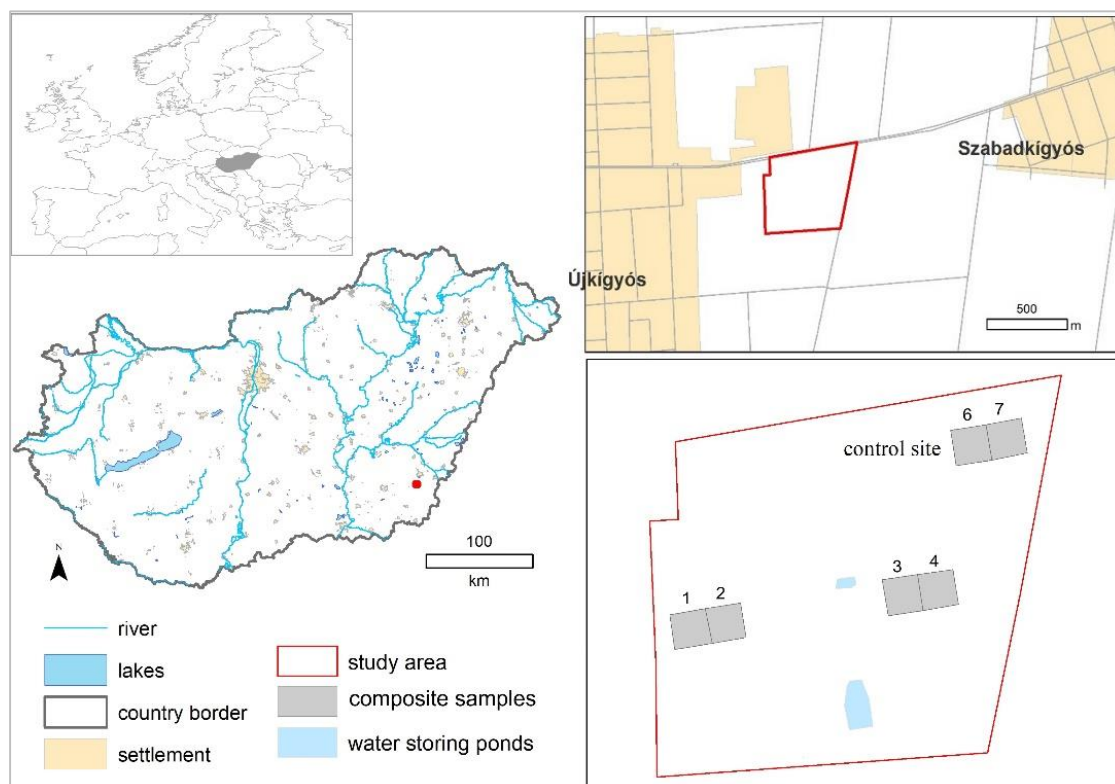 Szabadkígyós
Újkígyós
500
m
6 7
control site
3 4
1 2
N
100
km
river
lakes
country border
settlement
study area
composite samples
water storing ponds